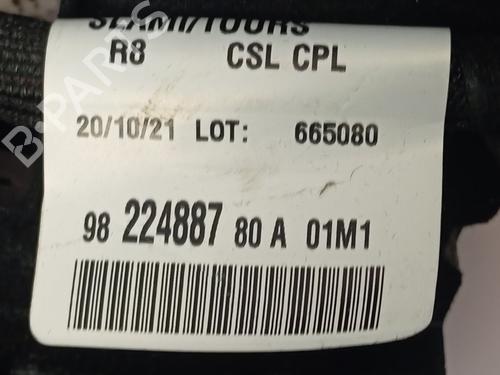 R8 CSL CPL
20/10/21 LOT: 665080
98 224887 80 A 01M1